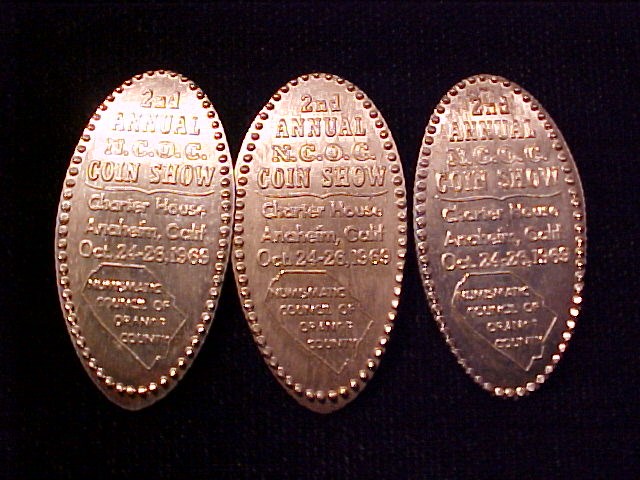 2nd
ANNUAL
N.C.O.C.
COIN SHOW
Charter House
Anaheim, Calif.
Oct. 24-26, 1969
NUMISMATIC
COUNCIL OF
ORANGE
COUNTY
2nd
ANNUAL
N.C.O.C.
COIN SHOW
Charter House
Anaheim, Calif
Oct. 24-26, 1969
NUMISMATIC
COUNCIL OF
ORANGE
COUNTY
2nd
ANNUAL
N.C.O.C.
COIN SHOW
Charter House
Anaheim, Calif
Oct. 24-26, 1969
NUMISMATIC
COUNCIL OF
ORANGE
COUNTY